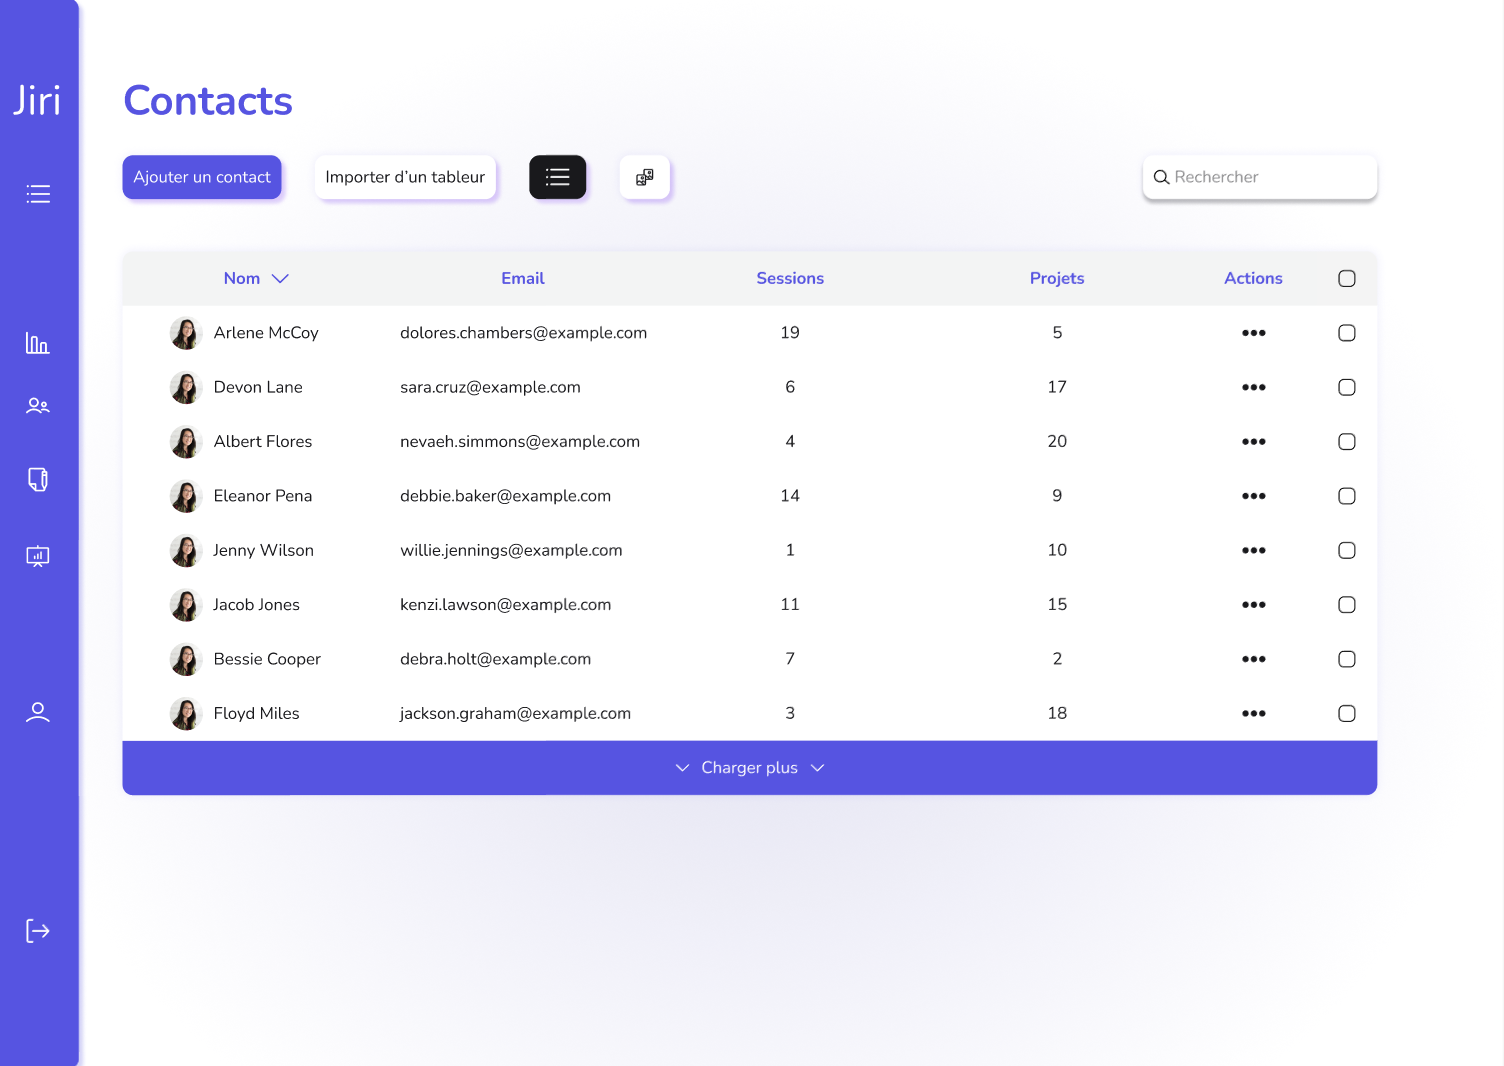 Jiri
Contacts
Ajouter un contact
Importer d’un tableur
Rechercher
Nom Email Sessions Projets Actions
Arlene McCoy dolores.chambers@example.com 19 5
Devon Lane sara.cruz@example.com 6 17
Albert Flores nevaeh.simmons@example.com 4 20
Eleanor Pena debbie.baker@example.com 14 9
Jenny Wilson willie.jennings@example.com 1 10
Jacob Jones kenzi.lawson@example.com 11 15
Bessie Cooper debra.holt@example.com 7 2
Floyd Miles jackson.graham@example.com 3 18
Charger plus